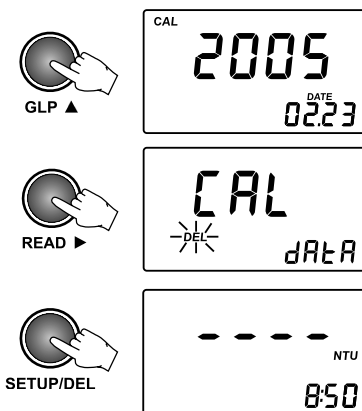 CAL
2005
DATE
02.23
GLP ▲
CAL
DEL
dAtA
READ ▶
- - - -
NTU
8:50
SETUP/DEL